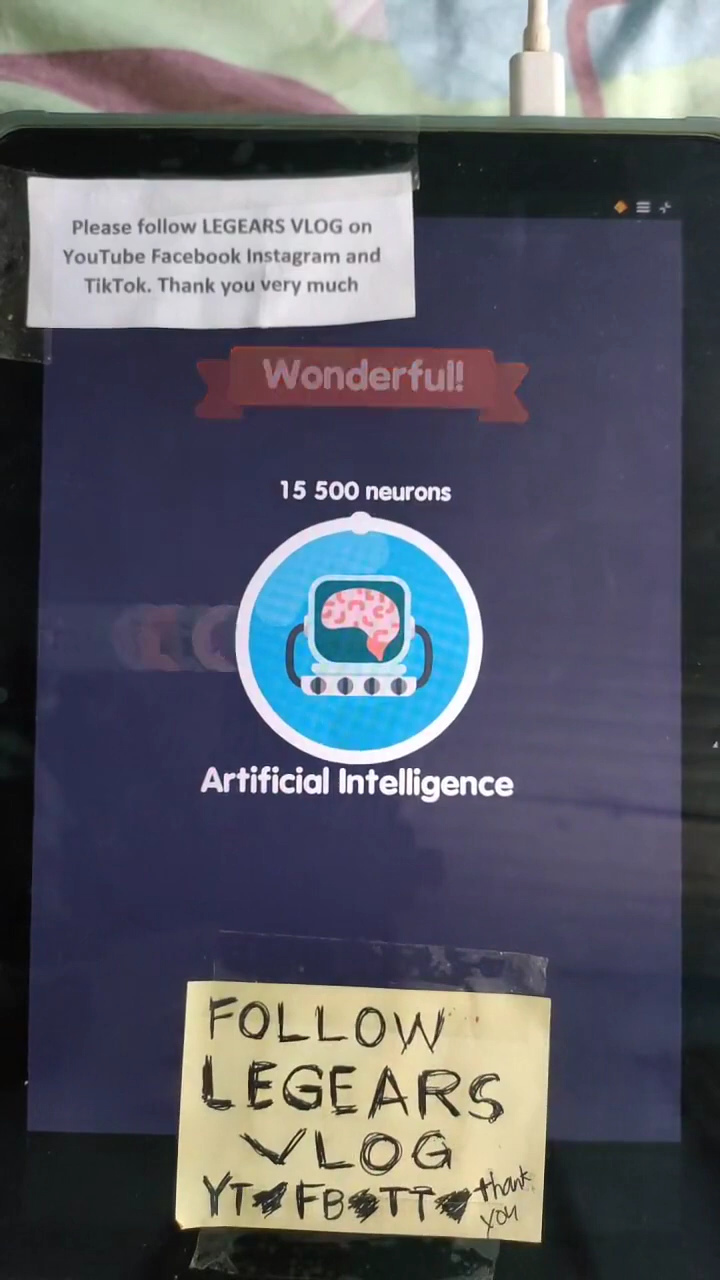 Please follow LEGEARS VLOG on
YouTube Facebook Instagram and
TikTok. Thank you very much
Wonderful!
15 500 neurons
Artificial Intelligence
FOLLOW
LEGEARS
VLOG
YT FB TT thank
you